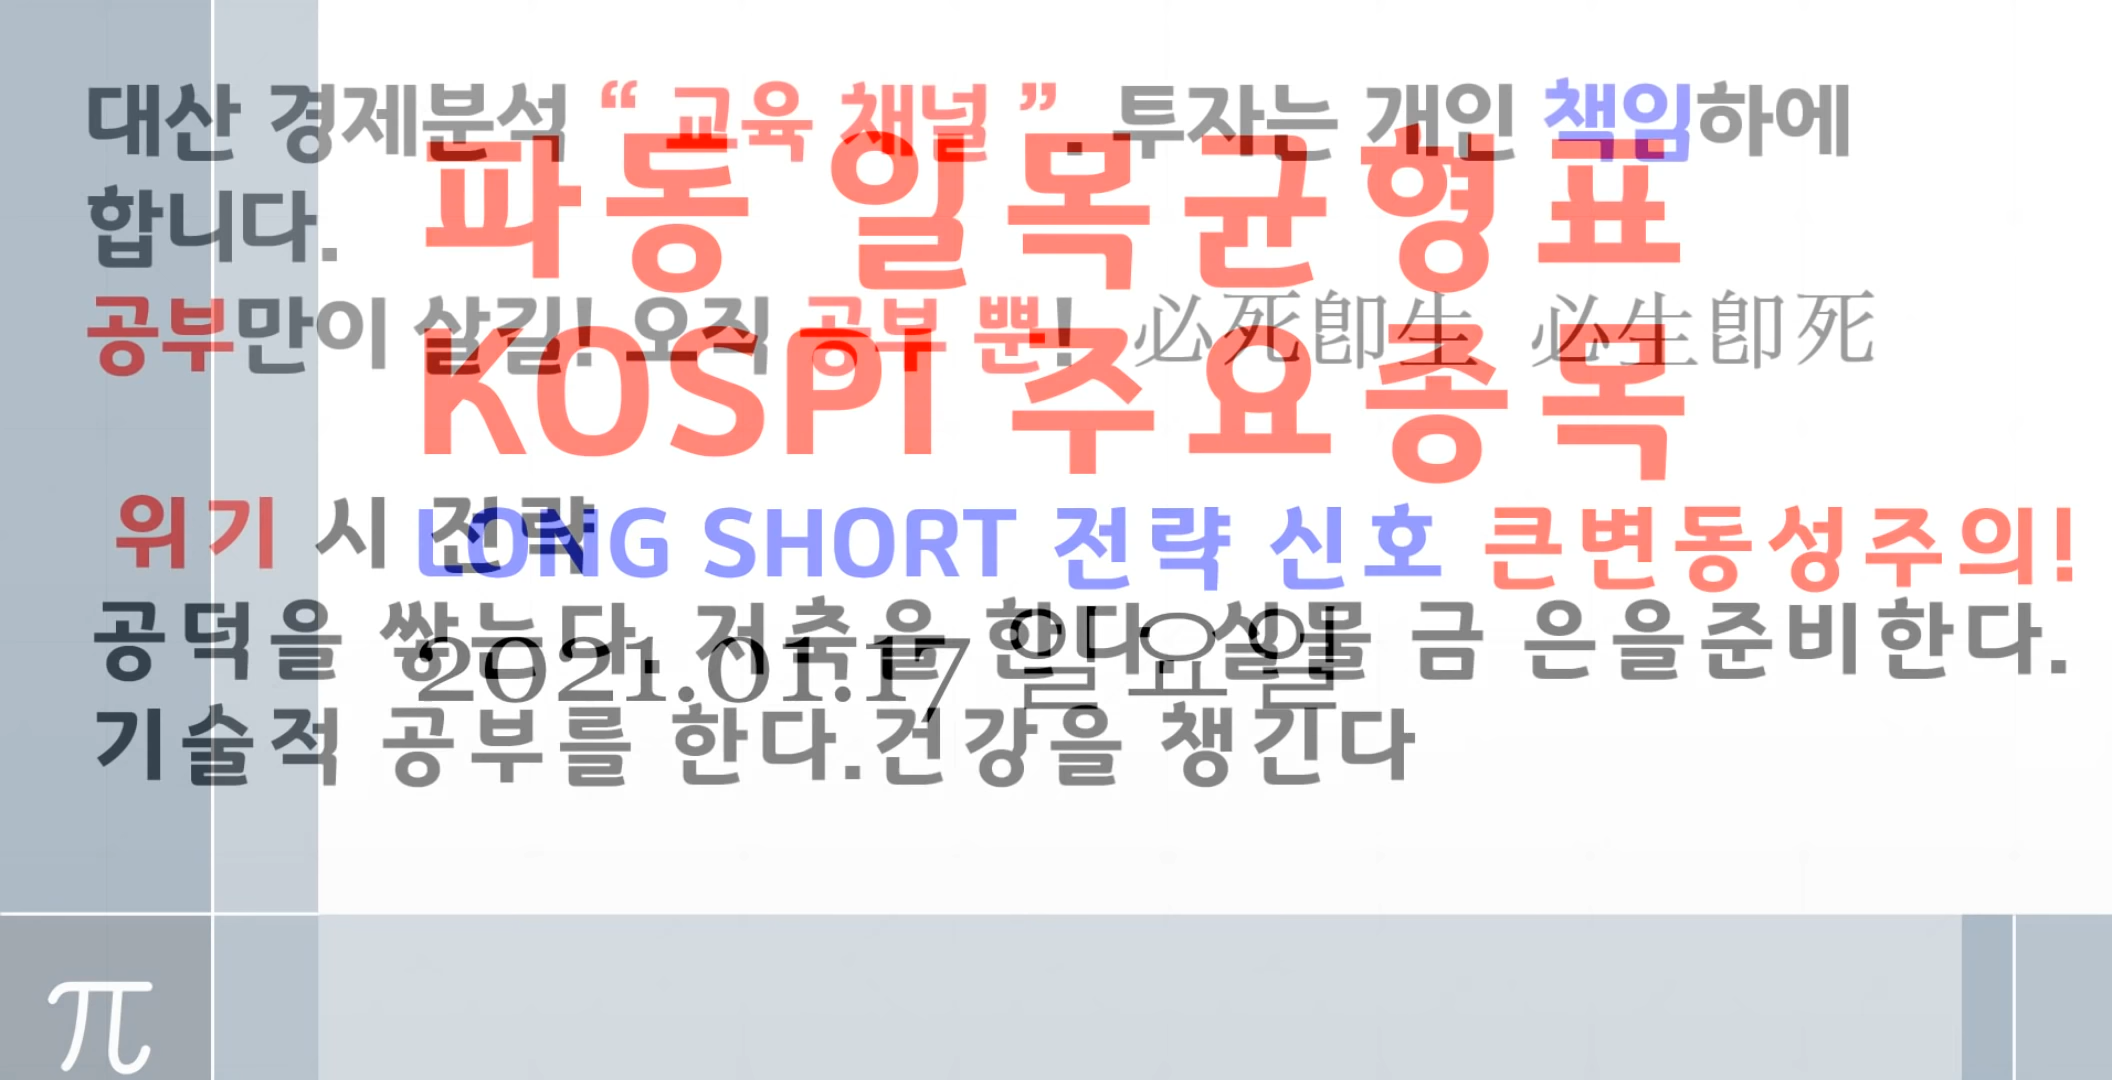 대산 경제분석 “ 교육 채널 ” . 투자는 개인 책임하에
합니다.
공부만이 살길! 오직 공부 뿐! 必死卽生 必生卽死
위기 시 전략
공덕을 쌓는다. 저축을 한다. 실물 금 은을준비한다.
기술적 공부를 한다.건강을 챙긴다
파동 일목균형표
KOSPI 주요종목
LONG SHORT 전략 신호 큰변동성주의!
2021.01.17 일요일
π